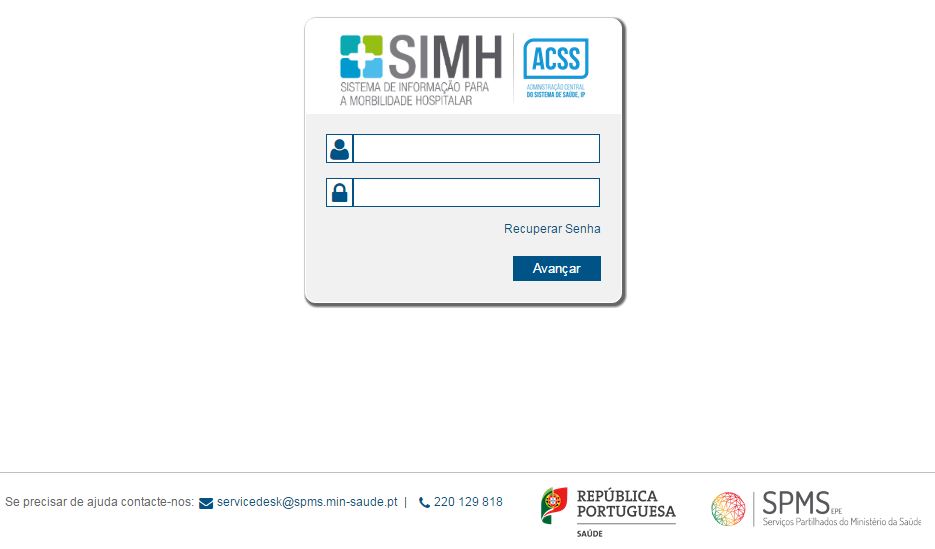 SIMH
SISTEMA DE INFORMAÇÃO PARA
A MORBILIDADE HOSPITALAR
ACSS
ADMINISTRAÇÃO CENTRAL
DO SISTEMA DE SAÚDE, IP
Recuperar Senha
Avançar
Se precisar de ajuda contacte-nos: servicedesk@spms.min-saude.pt | 220 129 818
REPÚBLICA
PORTUGUESA
SAÚDE
SPMS EPE
Serviços Partilhados do Ministério da Saúde